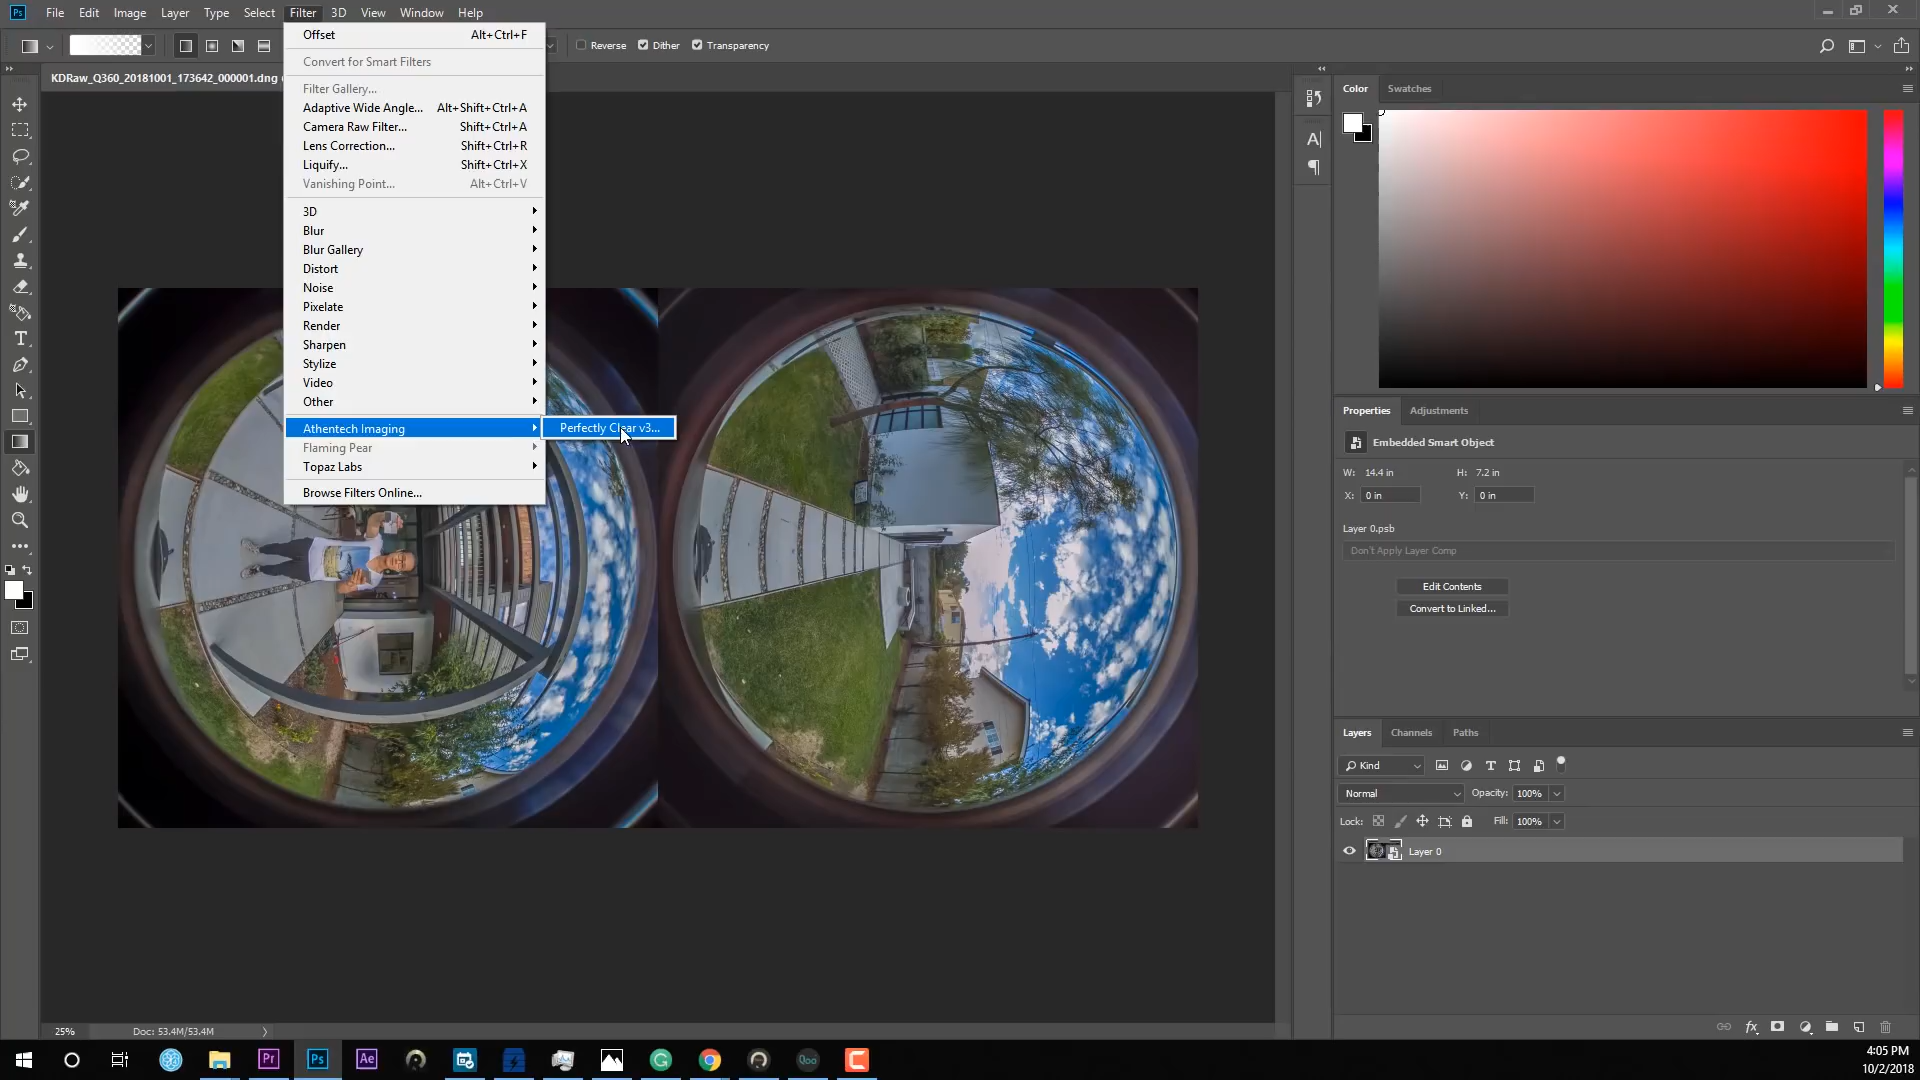 Ps File Edit Image Layer Type Select Filter 3D View Window Help
Reverse Dither Transparency
KDRaw_Q360_20181001_173642_000001.dng
Offset Alt+Ctrl+F
Convert for Smart Filters
Filter Gallery...
Adaptive Wide Angle... Alt+Shift+Ctrl+A
Camera Raw Filter... Shift+Ctrl+A
Lens Correction... Shift+Ctrl+R
Liquify... Shift+Ctrl+X
Vanishing Point... Alt+Ctrl+V
3D
Blur
Blur Gallery
Distort
Noise
Pixelate
Render
Sharpen
Stylize
Video
Other
Athentech Imaging
Perfectly Clear v3...
Flaming Pear
Topaz Labs
Browse Filters Online...
Color Swatches
Properties Adjustments
Embedded Smart Object
W: 14.4 in H: 7.2 in
X: 0 in Y: 0 in
Layer 0.psb
Don't Apply Layer Comp
Edit Contents
Convert to Linked...
Layers Channels Paths
Kind
Normal Opacity: 100%
Lock: Fill: 100%
Layer 0
fx
25% Doc: 53.4M/53.4M
Pr Ps Ae
4:05 PM
10/2/2018